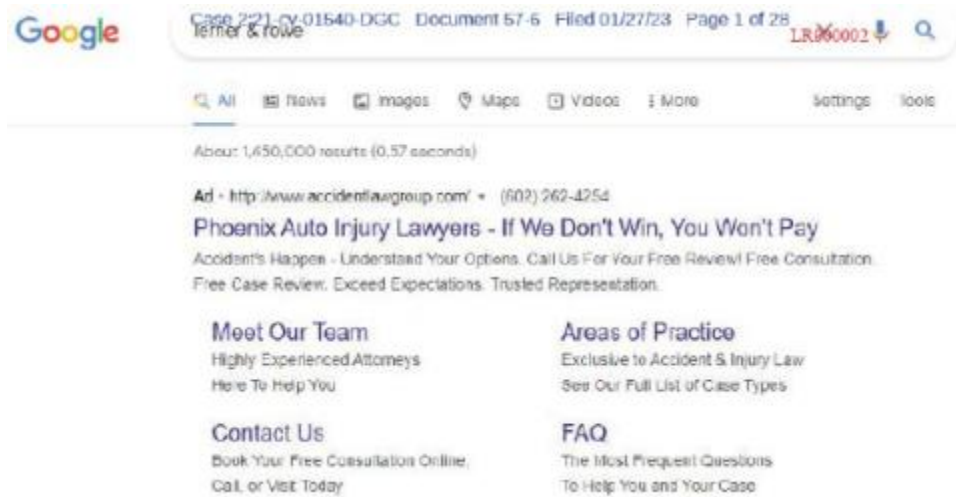 Google
Case 2:21-cv-01540-DGC Document 57-6 Filed 01/27/23 Page 1 of 28
lerner & rowe
LR000002
All News Images Maps Videos More Settings Tools
About 1,450,000 results (0.57 seconds)
Ad · http://www.accidentlawgroup.com/ (602) 262-4254
Phoenix Auto Injury Lawyers - If We Don't Win, You Won't Pay
Accident's Happen - Understand Your Options. Call Us For Your Free Review! Free Consultation.
Free Case Review. Exceed Expectations. Trusted Representation.
Meet Our Team
Highly Experienced Attorneys
Here To Help You
Areas of Practice
Exclusive to Accident & Injury Law
See Our Full List of Case Types
Contact Us
Book Your Free Consultation Online,
Call, or Visit Today
FAQ
The Most Frequent Questions
To Help You and Your Case